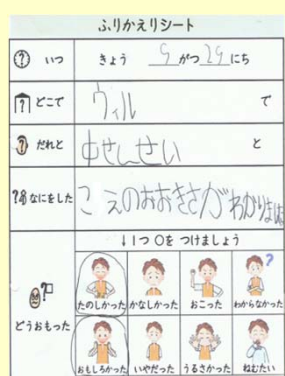 ふりかえりシート
いつ きょう 9がつ29にち
どこで ウィル で
だれと 中せんせい と
なにをした こえのおおきさがわかりました
どうおもった
↓1つ ○を つけましょう
たのしかった かなしかった おこった わからなかった
おもしろかった いやだった うるさかった ねむたい